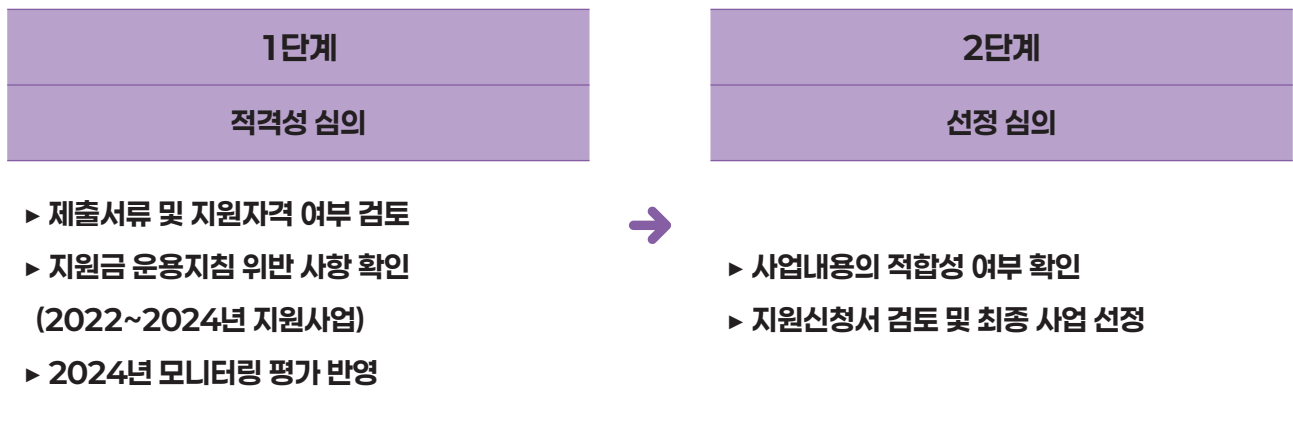 1단계
적격성 심의
▸ 제출서류 및 지원자격 여부 검토
▸ 지원금 운용지침 위반 사항 확인
(2022~2024년 지원사업)
▸ 2024년 모니터링 평가 반영
➜
2단계
선정 심의
▸ 사업내용의 적합성 여부 확인
▸ 지원신청서 검토 및 최종 사업 선정